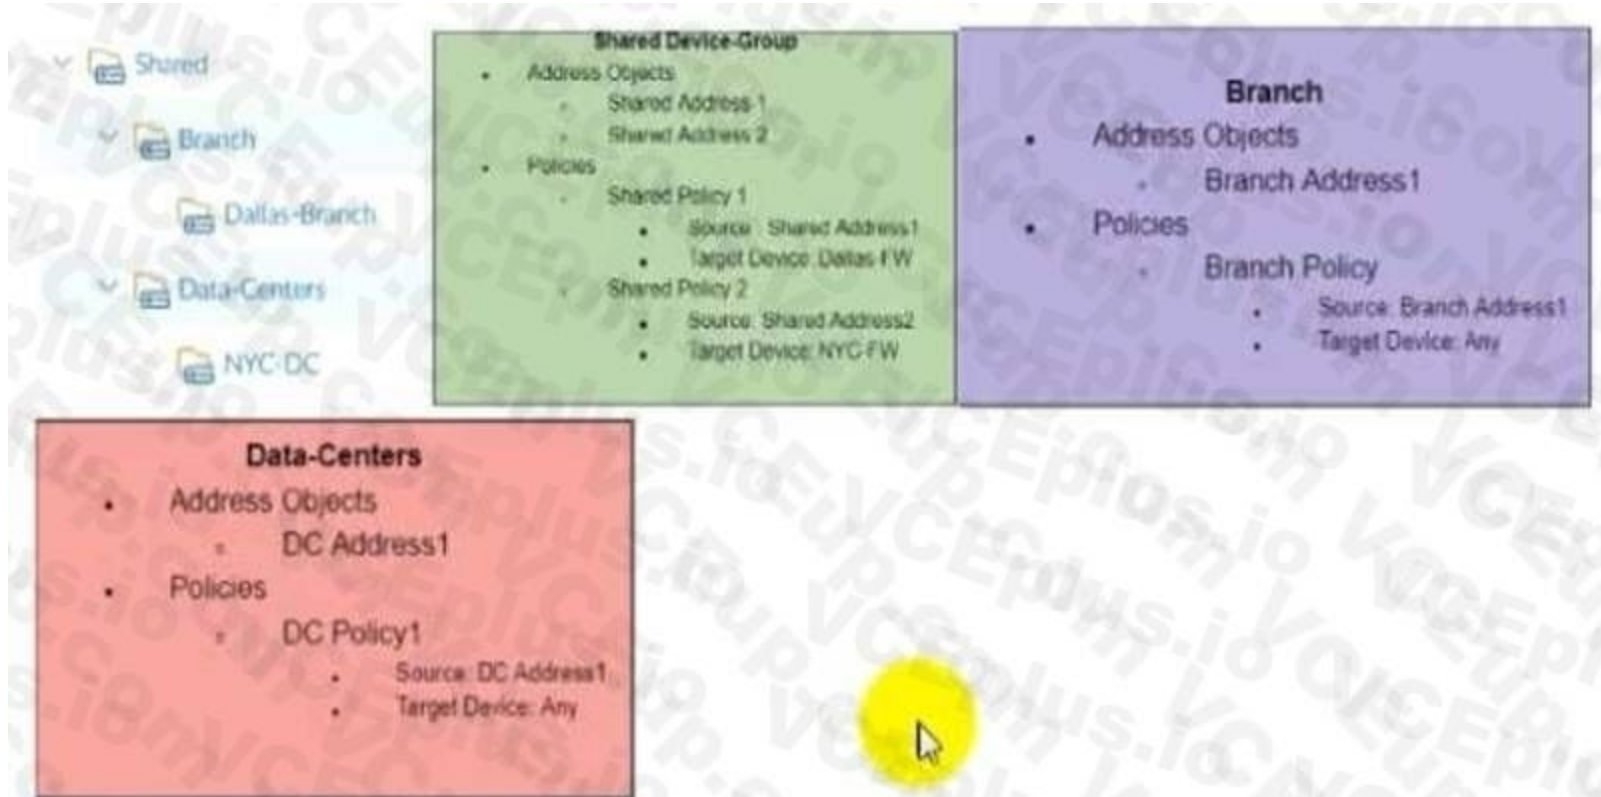 Shared
Branch
Dallas-Branch
Data-Centers
NYC-DC
Shared Device-Group
• Address Objects
◦ Shared Address 1
◦ Shared Address 2
• Policies
◦ Shared Policy 1
▪ Source : Shared Address1
▪ Target Device: Dallas-FW
◦ Shared Policy 2
▪ Source: Shared Address2
▪ Target Device: NYC-FW
Branch
• Address Objects
◦ Branch Address1
• Policies
◦ Branch Policy
▪ Source: Branch Address1
▪ Target Device: Any
Data-Centers
• Address Objects
◦ DC Address1
• Policies
◦ DC Policy1
▪ Source: DC Address1
▪ Target Device: Any
VCEplus.io